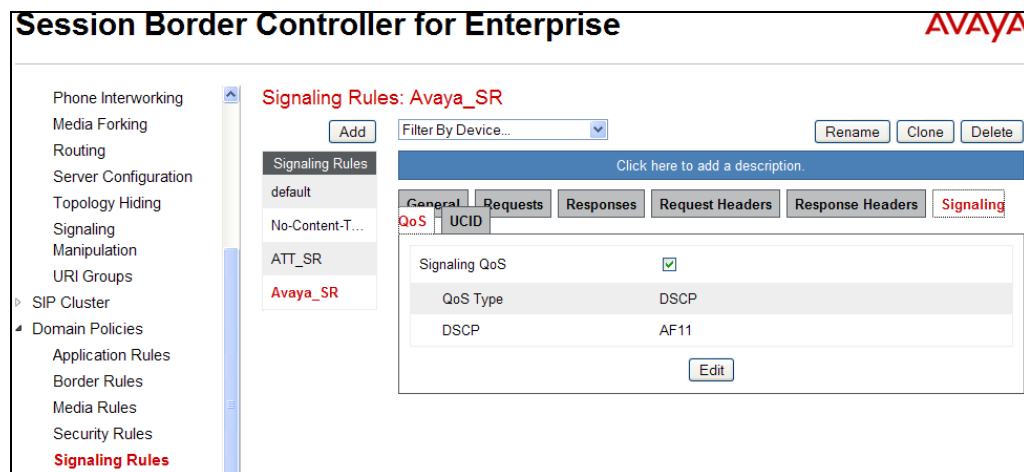 Session Border Controller for Enterprise
AVAYA
Phone Interworking
Media Forking
Routing
Server Configuration
Topology Hiding
Signaling
Manipulation
URI Groups
SIP Cluster
Domain Policies
Application Rules
Border Rules
Media Rules
Security Rules
Signaling Rules
Signaling Rules: Avaya_SR
Add
Filter By Device...
Rename
Clone
Delete
Signaling Rules
default
No-Content-T...
ATT_SR
Avaya_SR
Click here to add a description.
General
Requests
Responses
Request Headers
Response Headers
Signaling
QoS
UCID
Signaling QoS
QoS Type
DSCP
DSCP
AF11
Edit